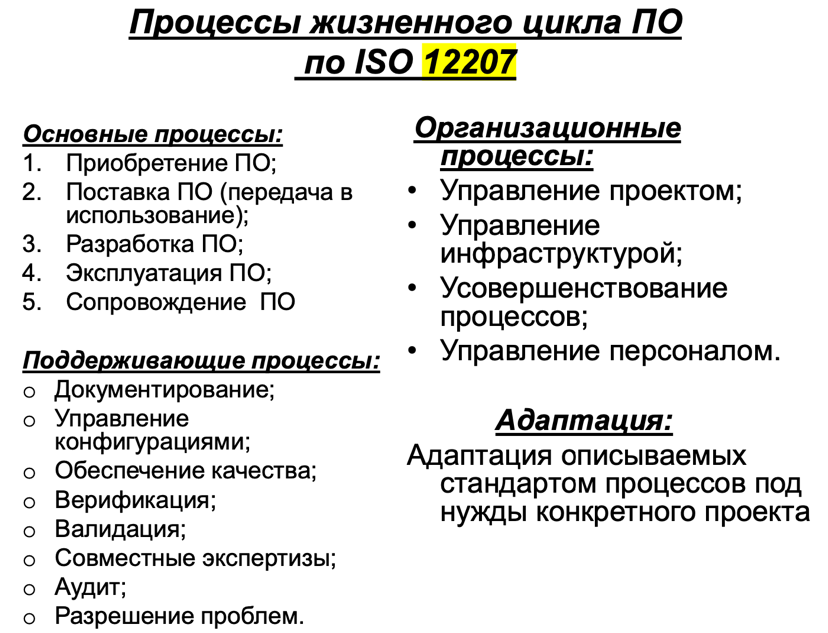 Процессы жизненного цикла ПО
по ISO 12207
Основные процессы:
1. Приобретение ПО;
2. Поставка ПО (передача в
использование);
3. Разработка ПО;
4. Эксплуатация ПО;
5. Сопровождение ПО
Поддерживающие процессы:
o Документирование;
o Управление
конфигурациями;
o Обеспечение качества;
o Верификация;
o Валидация;
o Совместные экспертизы;
o Аудит;
o Разрешение проблем.
Организационные
процессы:
• Управление проектом;
• Управление
инфраструктурой;
• Усовершенствование
процессов;
• Управление персоналом.
Адаптация:
Адаптация описываемых
стандартом процессов под
нужды конкретного проекта